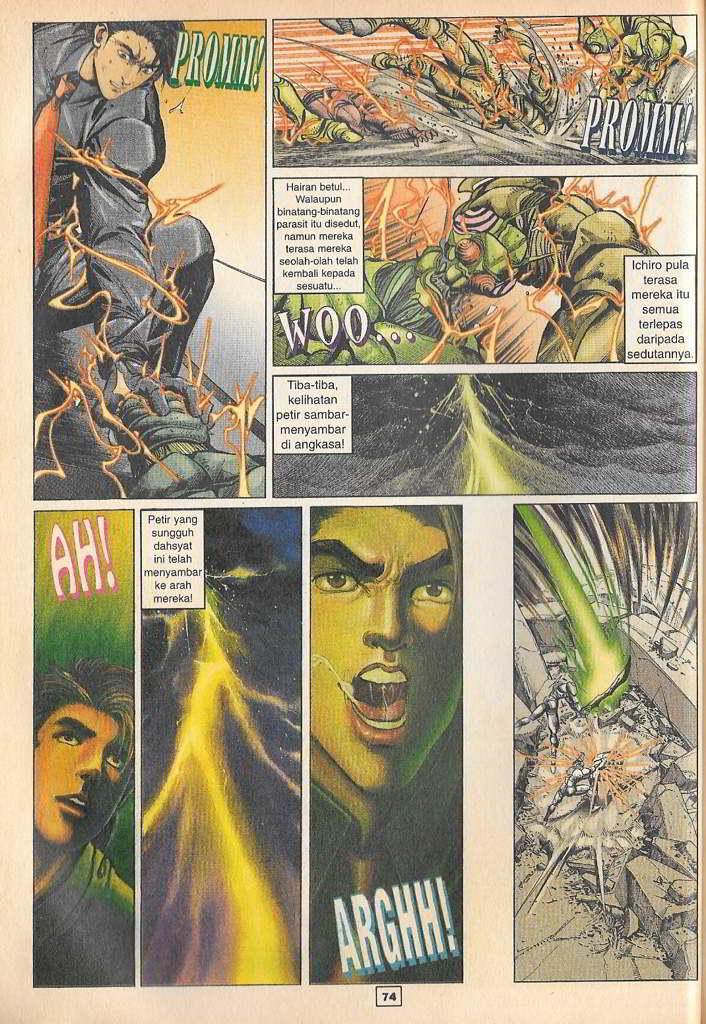 PROMM!
PROMM!
Hairan betul...
Walaupun
binatang-binatang
parasit itu disedut,
namun mereka
terasa mereka
seolah-olah telah
kembali kepada
sesuatu...
WOO...
Ichiro pula
terasa
mereka itu
semua
terlepas
daripada
sedutannya.
Tiba-tiba,
kelihatan
petir sambar-
menyambar
di angkasa!
AH!
Petir yang
sungguh
dahsyat
ini telah
menyambar
ke arah
mereka!
ARGHH!
74